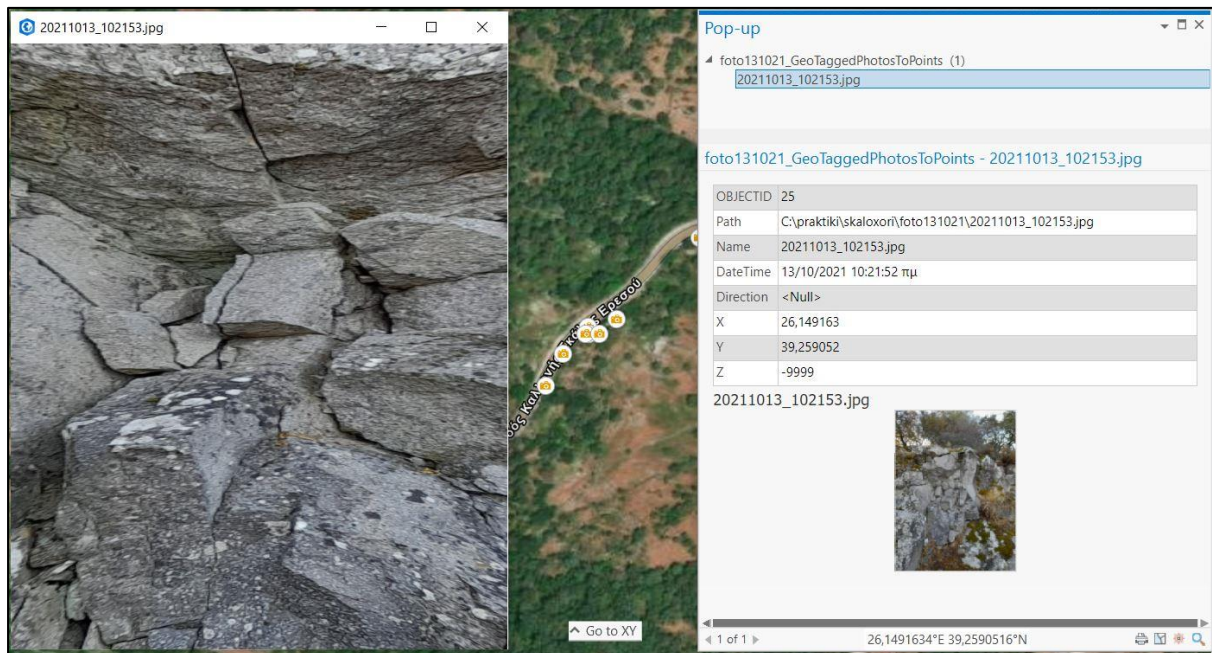 20211013_102153.jpg
Ερεσού
Go to XY
Pop-up
foto131021_GeoTaggedPhotosToPoints (1)
20211013_102153.jpg
foto131021_GeoTaggedPhotosToPoints - 20211013_102153.jpg
OBJECTID 25
Path C:\praktiki\skaloxori\foto131021\20211013_102153.jpg
Name 20211013_102153.jpg
DateTime 13/10/2021 10:21:52 πμ
Direction <Null>
X 26,149163
Y 39,259052
Z -9999
20211013_102153.jpg
1 of 1
26,1491634°E 39,2590516°N